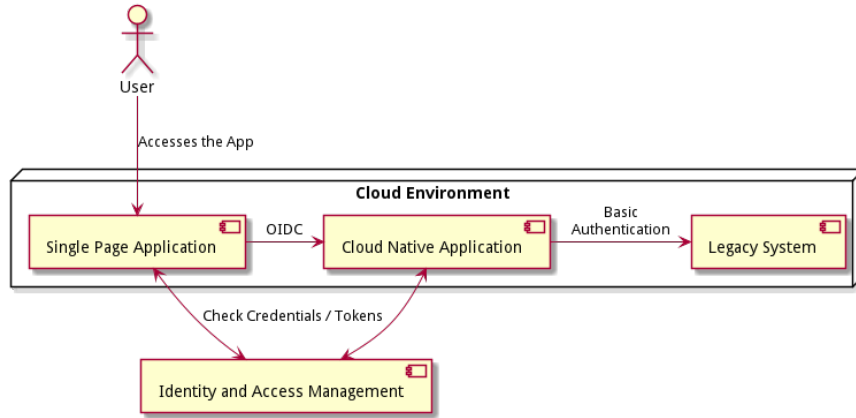 User
Accesses the App
Cloud Environment
Single Page Application
OIDC
Cloud Native Application
Basic
Authentication
Legacy System
Check Credentials / Tokens
Identity and Access Management